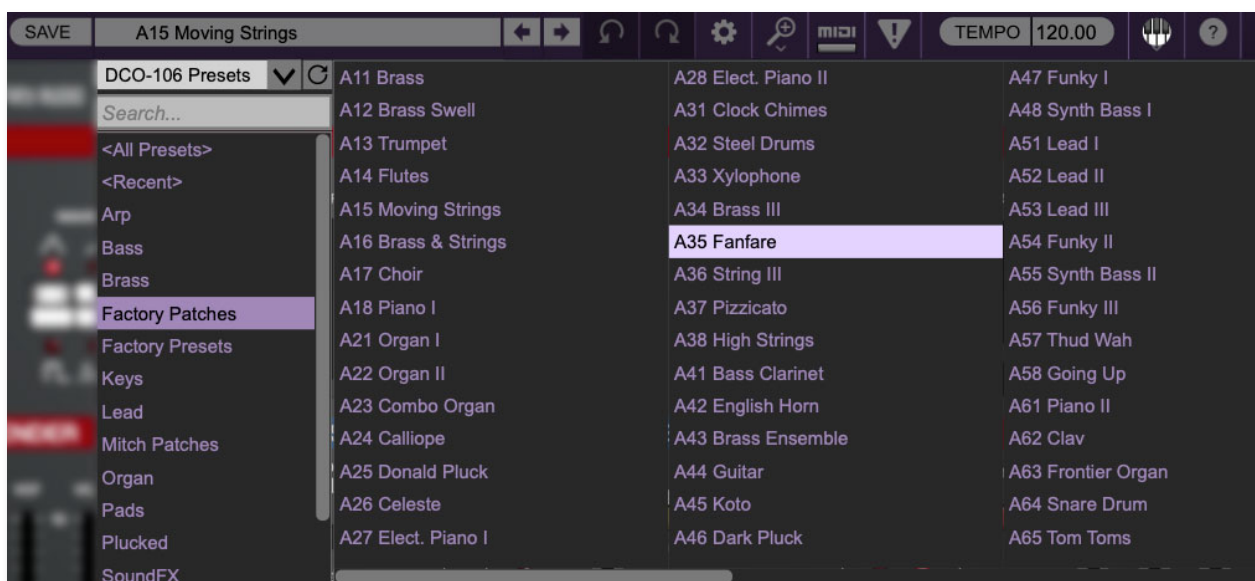 SAVE A15 Moving Strings TEMPO 120.00 ?
DCO-106 Presets
Search...
<All Presets>
<Recent>
Arp
Bass
Brass
Factory Patches
Factory Presets
Keys
Lead
Mitch Patches
Organ
Pads
Plucked
SoundFX
A11 Brass
A12 Brass Swell
A13 Trumpet
A14 Flutes
A15 Moving Strings
A16 Brass & Strings
A17 Choir
A18 Piano I
A21 Organ I
A22 Organ II
A23 Combo Organ
A24 Calliope
A25 Donald Pluck
A26 Celeste
A27 Elect. Piano I
A28 Elect. Piano II
A31 Clock Chimes
A32 Steel Drums
A33 Xylophone
A34 Brass III
A35 Fanfare
A36 String III
A37 Pizzicato
A38 High Strings
A41 Bass Clarinet
A42 English Horn
A43 Brass Ensemble
A44 Guitar
A45 Koto
A46 Dark Pluck
A47 Funky I
A48 Synth Bass I
A51 Lead I
A52 Lead II
A53 Lead III
A54 Funky II
A55 Synth Bass II
A56 Funky III
A57 Thud Wah
A58 Going Up
A61 Piano II
A62 Clav
A63 Frontier Organ
A64 Snare Drum
A65 Tom Toms